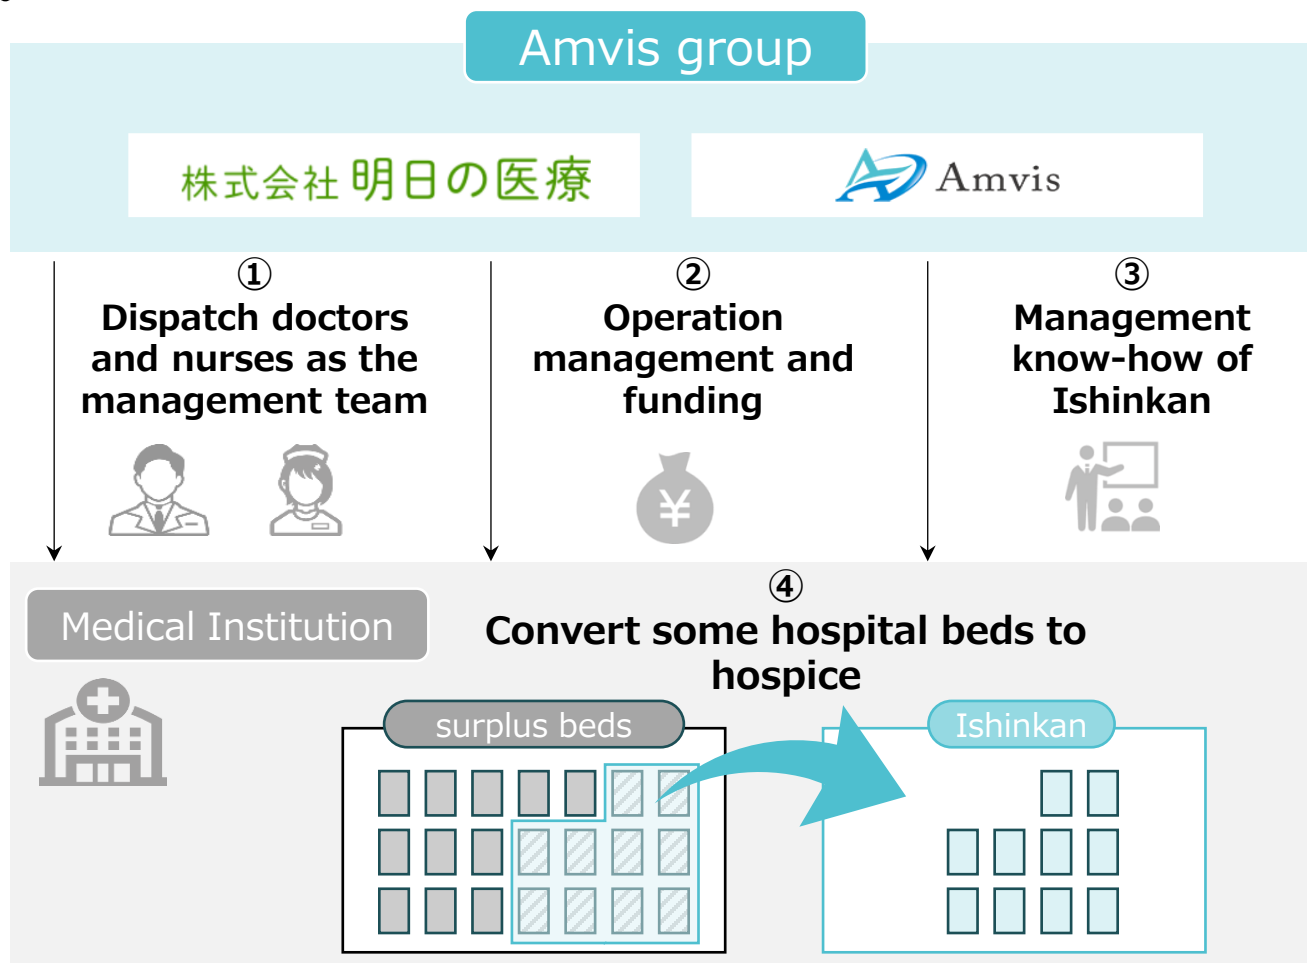 Amvis group
株式会社 明日の医療
Amvis
①
Dispatch doctors
and nurses as the
management team
②
Operation
management and
funding
¥
③
Management
know-how of
Ishinkan
Medical Institution
④
Convert some hospital beds to
hospice
surplus beds
Ishinkan